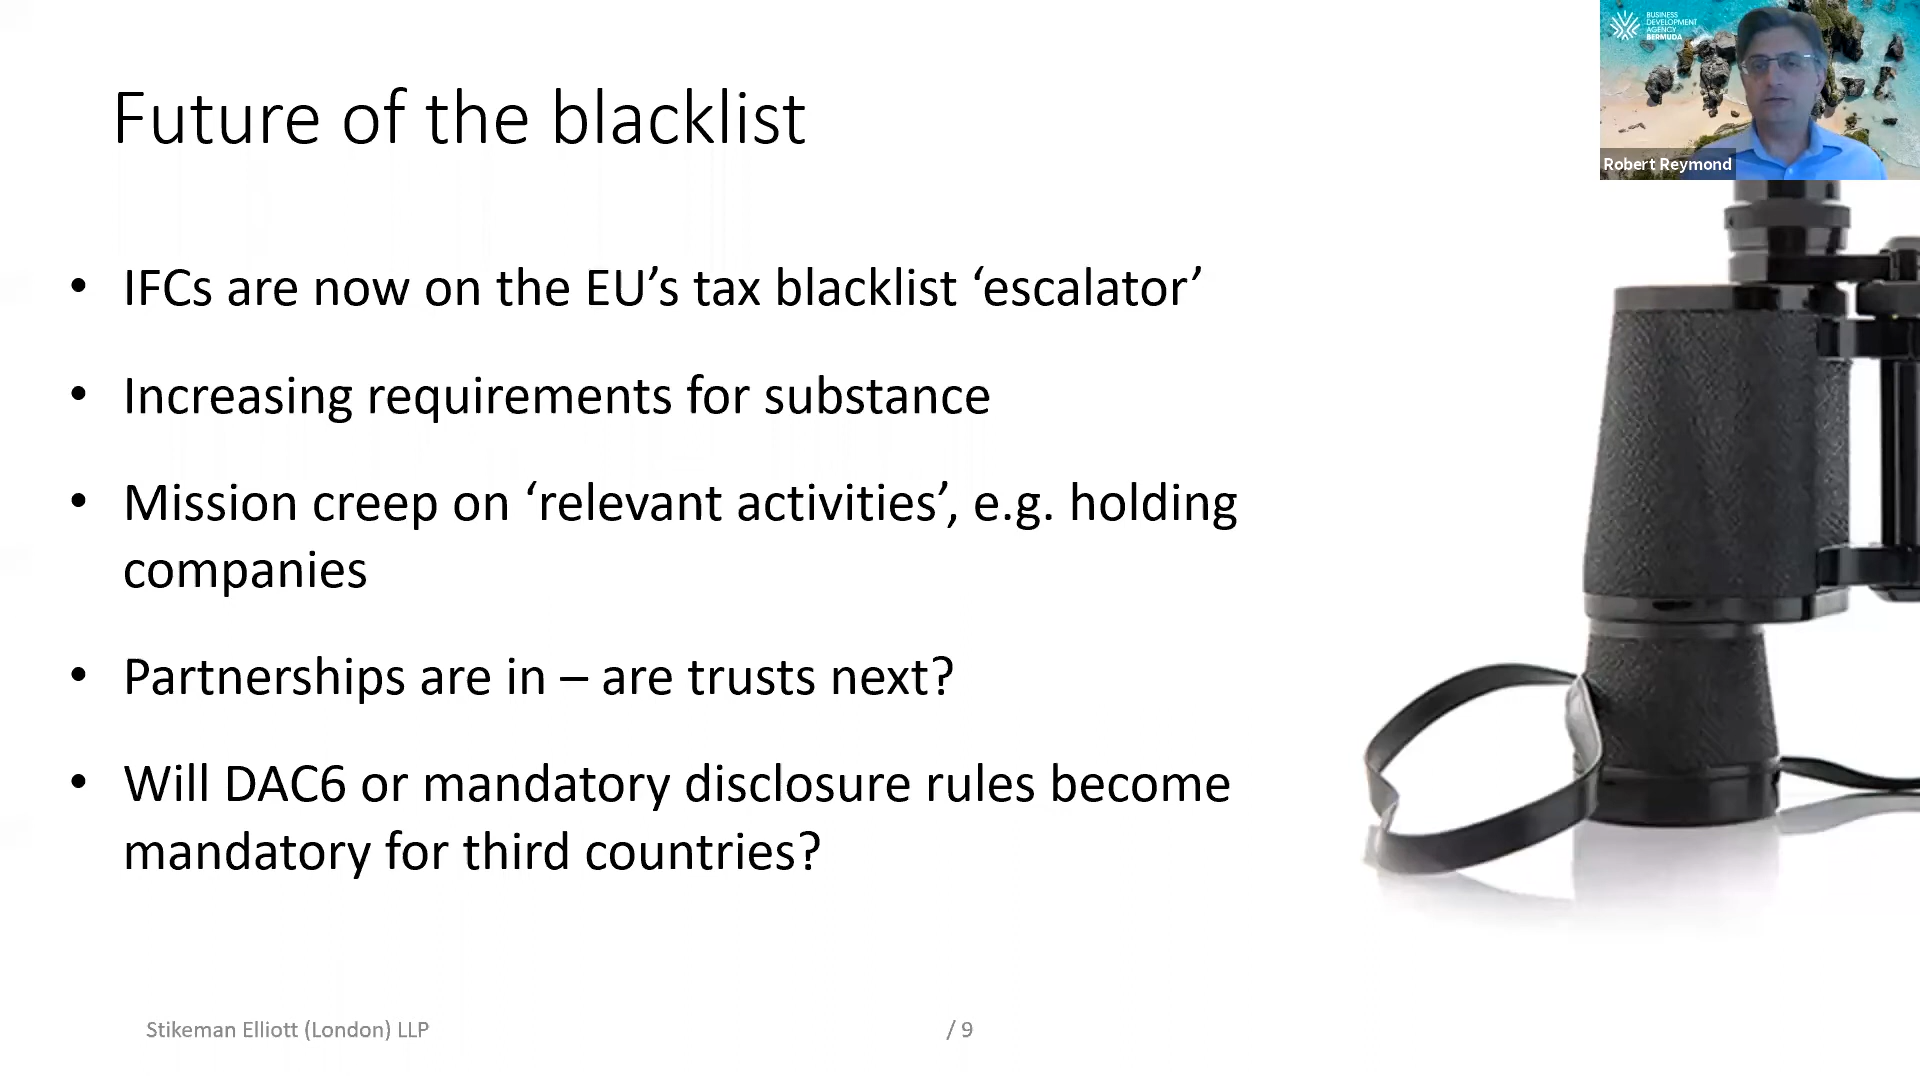 Future of the blacklist
• IFCs are now on the EU’s tax blacklist ‘escalator’
• Increasing requirements for substance
• Mission creep on ‘relevant activities’, e.g. holding
companies
• Partnerships are in – are trusts next?
• Will DAC6 or mandatory disclosure rules become
mandatory for third countries?
Stikeman Elliott (London) LLP
/ 9
BUSINESS
DEVELOPMENT
AGENCY
BERMUDA
Robert Reymond